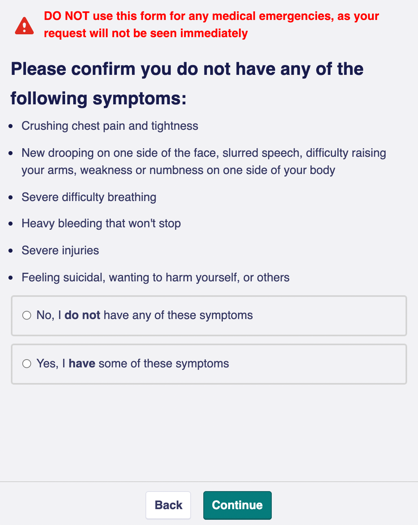 DO NOT use this form for any medical emergencies, as your
request will not be seen immediately
Please confirm you do not have any of the
following symptoms:
• Crushing chest pain and tightness
• New drooping on one side of the face, slurred speech, difficulty raising
your arms, weakness or numbness on one side of your body
• Severe difficulty breathing
• Heavy bleeding that won't stop
• Severe injuries
• Feeling suicidal, wanting to harm yourself, or others
No, I do not have any of these symptoms
Yes, I have some of these symptoms
Back
Continue